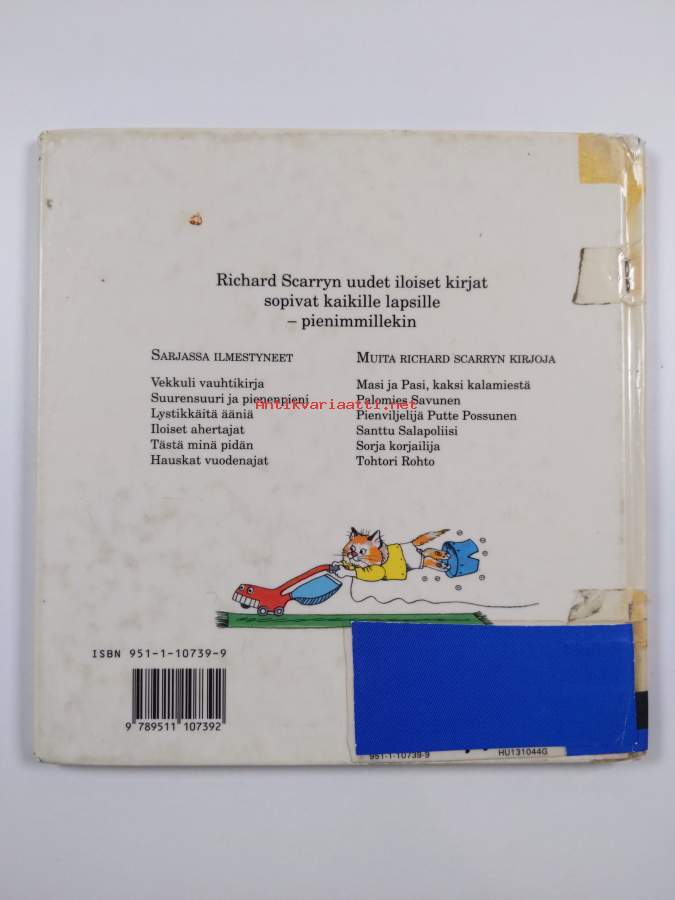 Richard Scarryn uudet iloiset kirjat
sopivat kaikille lapsille
– pienimmillekin
SARJASSA ILMESTYNEET
Vekkuli vauhtikirja
Suurensuuri ja pienenpieni
Lystikkäitä ääniä
Iloiset ahertajat
Tästä minä pidän
Hauskat vuodenajat
MUITA RICHARD SCARRYN KIRJOJA
Masi ja Pasi, kaksi kalamiestä
Palomies Savunen
Pienviljelijä Putte Possunen
Santtu Salapoliisi
Sorja korjailija
Tohtori Rohto
Antikvariaatti.net
ISBN 951-1-10739-9
9 789511 107392
951-1-10739-9
HU131044G